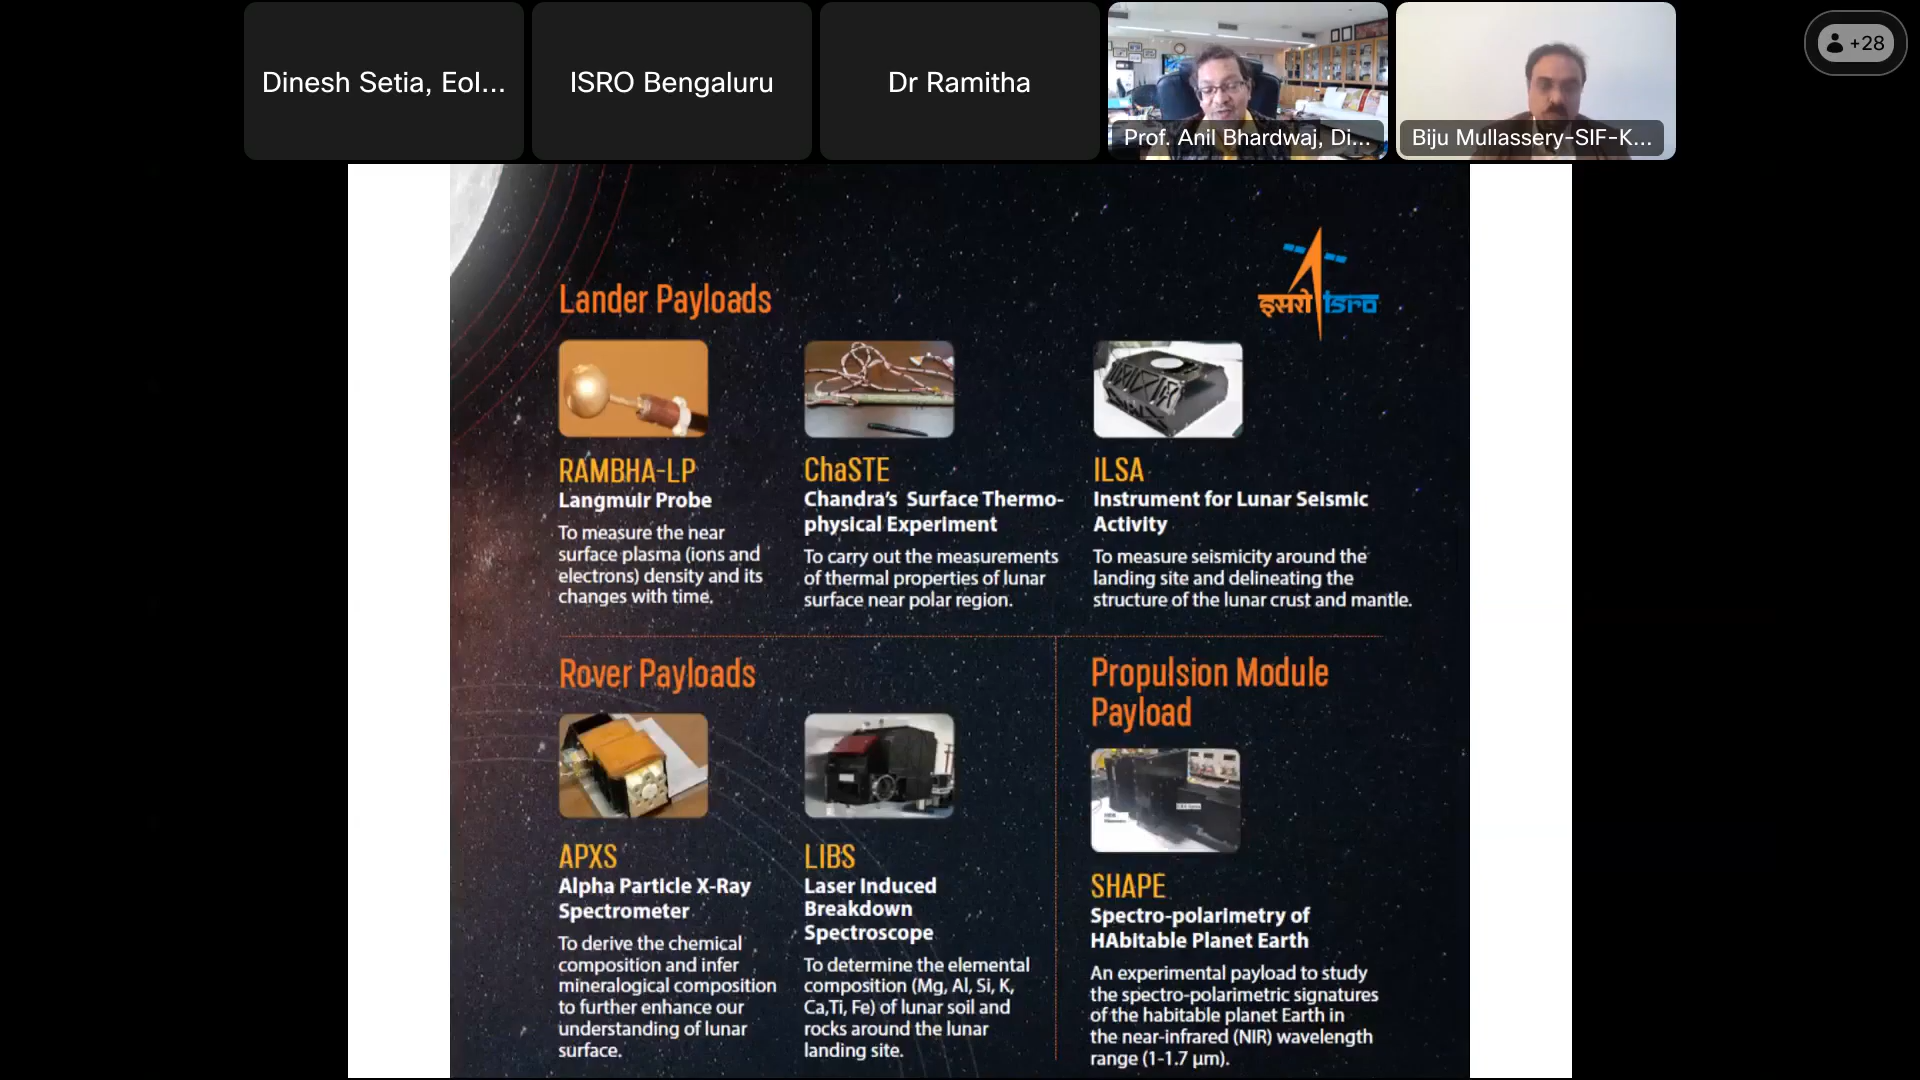 Dinesh Setia, Eol...
ISRO Bengaluru
Dr Ramitha
Prof. Anil Bhardwaj, Di...
Biju Mullassery-SIF-K...
+28
इसरो isro
Lander Payloads
RAMBHA-LP
Langmuir Probe
To measure the near
surface plasma (ions and
electrons) density and its
changes with time.
ChaSTE
Chandra's Surface Thermo-
physical Experiment
To carry out the measurements
of thermal properties of lunar
surface near polar region.
ILSA
Instrument for Lunar Seismic
Activity
To measure seismicity around the
landing site and delineating the
structure of the lunar crust and mantle.
Rover Payloads
APXS
Alpha Particle X-Ray
Spectrometer
To derive the chemical
composition and infer
mineralogical composition
to further enhance our
understanding of lunar
surface.
LIBS
Laser Induced
Breakdown
Spectroscope
To determine the elemental
composition (Mg, Al, Si, K,
Ca,Ti, Fe) of lunar soil and
rocks around the lunar
landing site.
Propulsion Module
Payload
SHAPE
Spectro-polarimetry of
HAbitable Planet Earth
An experimental payload to study
the spectro-polarimetric signatures
of the habitable planet Earth in
the near-infrared (NIR) wavelength
range (1-1.7 μm).